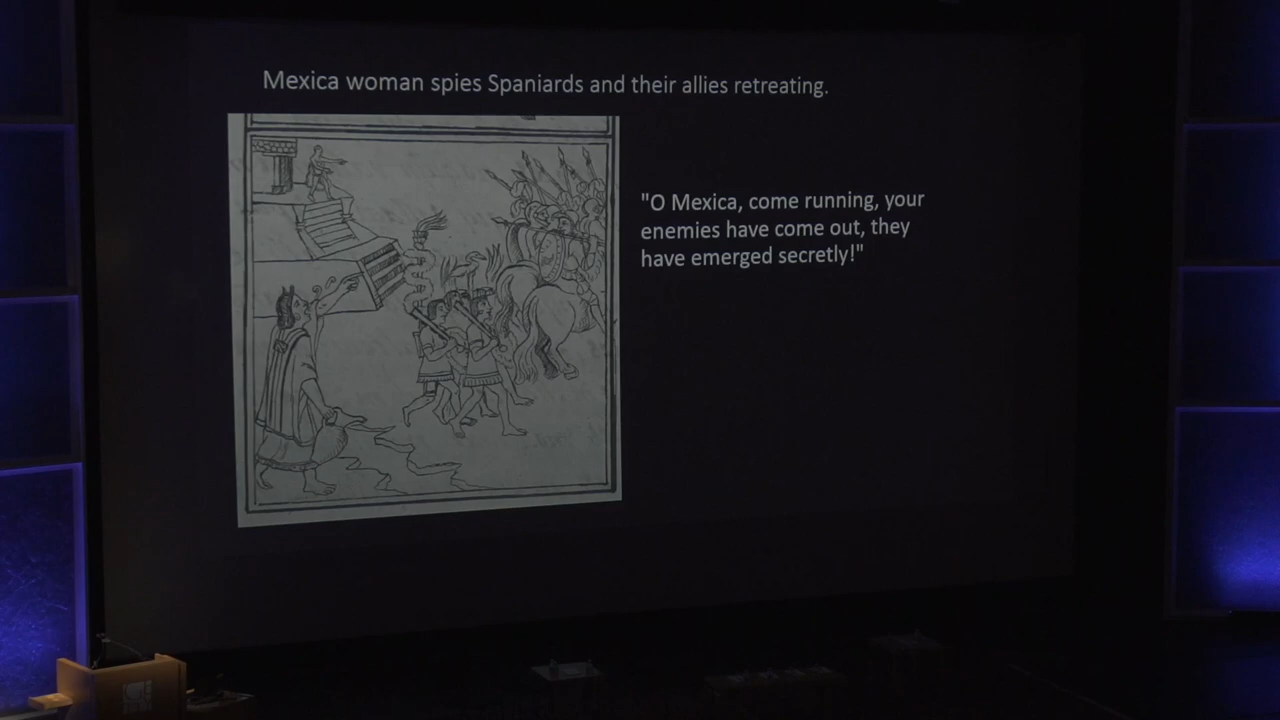 Mexica woman spies Spaniards and their allies retreating.
"O Mexica, come running, your
enemies have come out, they
have emerged secretly!"